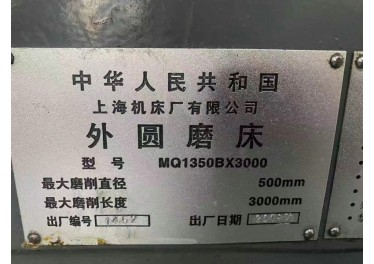 中华人民共和国
上海机床厂有限公司
外圆磨床
型号 MQ1350BX3000
最大磨削直径 500mm
最大磨削长度 3000mm
出厂编号 出厂日期